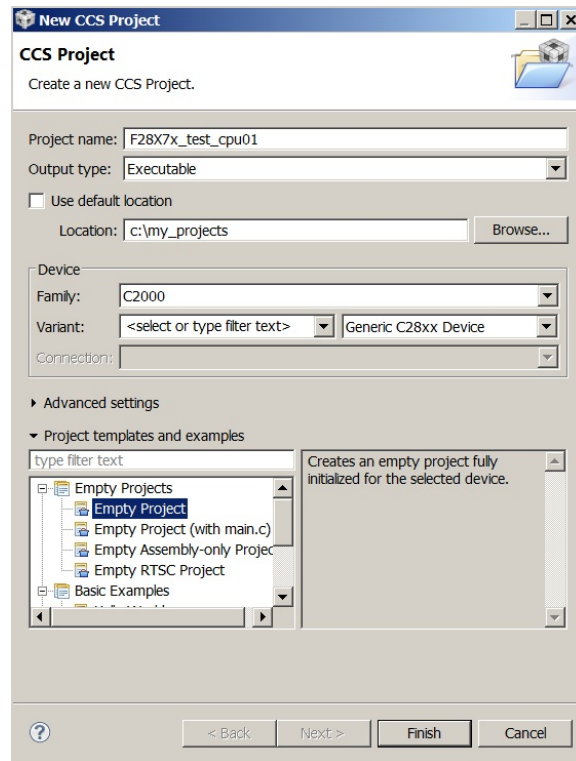 New CCS Project
CCS Project
Create a new CCS Project.
Project name: F28X7x_test_cpu01
Output type: Executable
Use default location
Location: c:\my_projects Browse...
Device
Family: C2000
Variant: <select or type filter text> Generic C28xx Device
Connection:
Advanced settings
Project templates and examples
type filter text
Creates an empty project fully
initialized for the selected device.
Empty Projects
Empty Project
Empty Project (with main.c)
Empty Assembly-only Projec
Empty RTSC Project
Basic Examples
? < Back Next > Finish Cancel